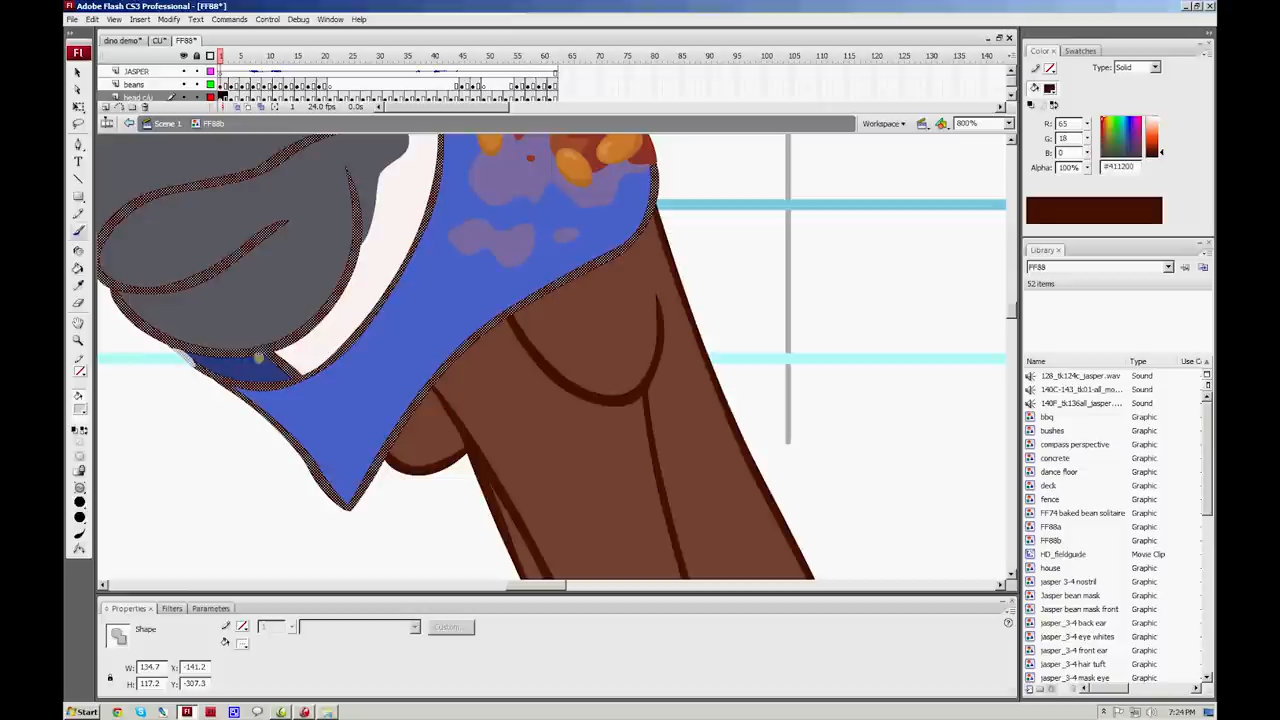 Adobe Flash CS3 Professional - [FF88*]
File Edit View Insert Modify Text Commands Control Debug Window Help
dino demo* CU* FF88*
1 5 10 15 20 25 30 35 40 45 50 55 60 65 70 75 80 85 90 95 100 105 110 115 120 125 130 135 140
JASPER
beans
head c/u
1 24.0 fps 0.0s
Scene 1 FF88b Workspace 800%
Color Swatches
Type: Solid
R: 65
G: 18
B: 0
Alpha: 100% #411200
Library
FF88
52 items
Name Type Use C
128_tk124c_jasper.wav Sound
140C-143_tk01-all_mo... Sound
140F_tk136all_jasper.... Sound
bbq Graphic
bushes Graphic
compass perspective Graphic
concrete Graphic
dance floor Graphic
deck Graphic
fence Graphic
FF74 baked bean solitaire Graphic
FF88a Graphic
FF88b Graphic
HD_fieldguide Movie Clip
house Graphic
jasper 3-4 nostril Graphic
Jasper bean mask Graphic
Jasper bean mask front Graphic
jasper_3-4 back ear Graphic
jasper_3-4 eye whites Graphic
jasper_3-4 front ear Graphic
jasper_3-4 hair tuft Graphic
jasper_3-4 mask eye Graphic
Properties Filters Parameters
Shape
1 Custom...
W: 134.7 X: -141.2
H: 117.2 Y: -307.3
Start 7:24 PM